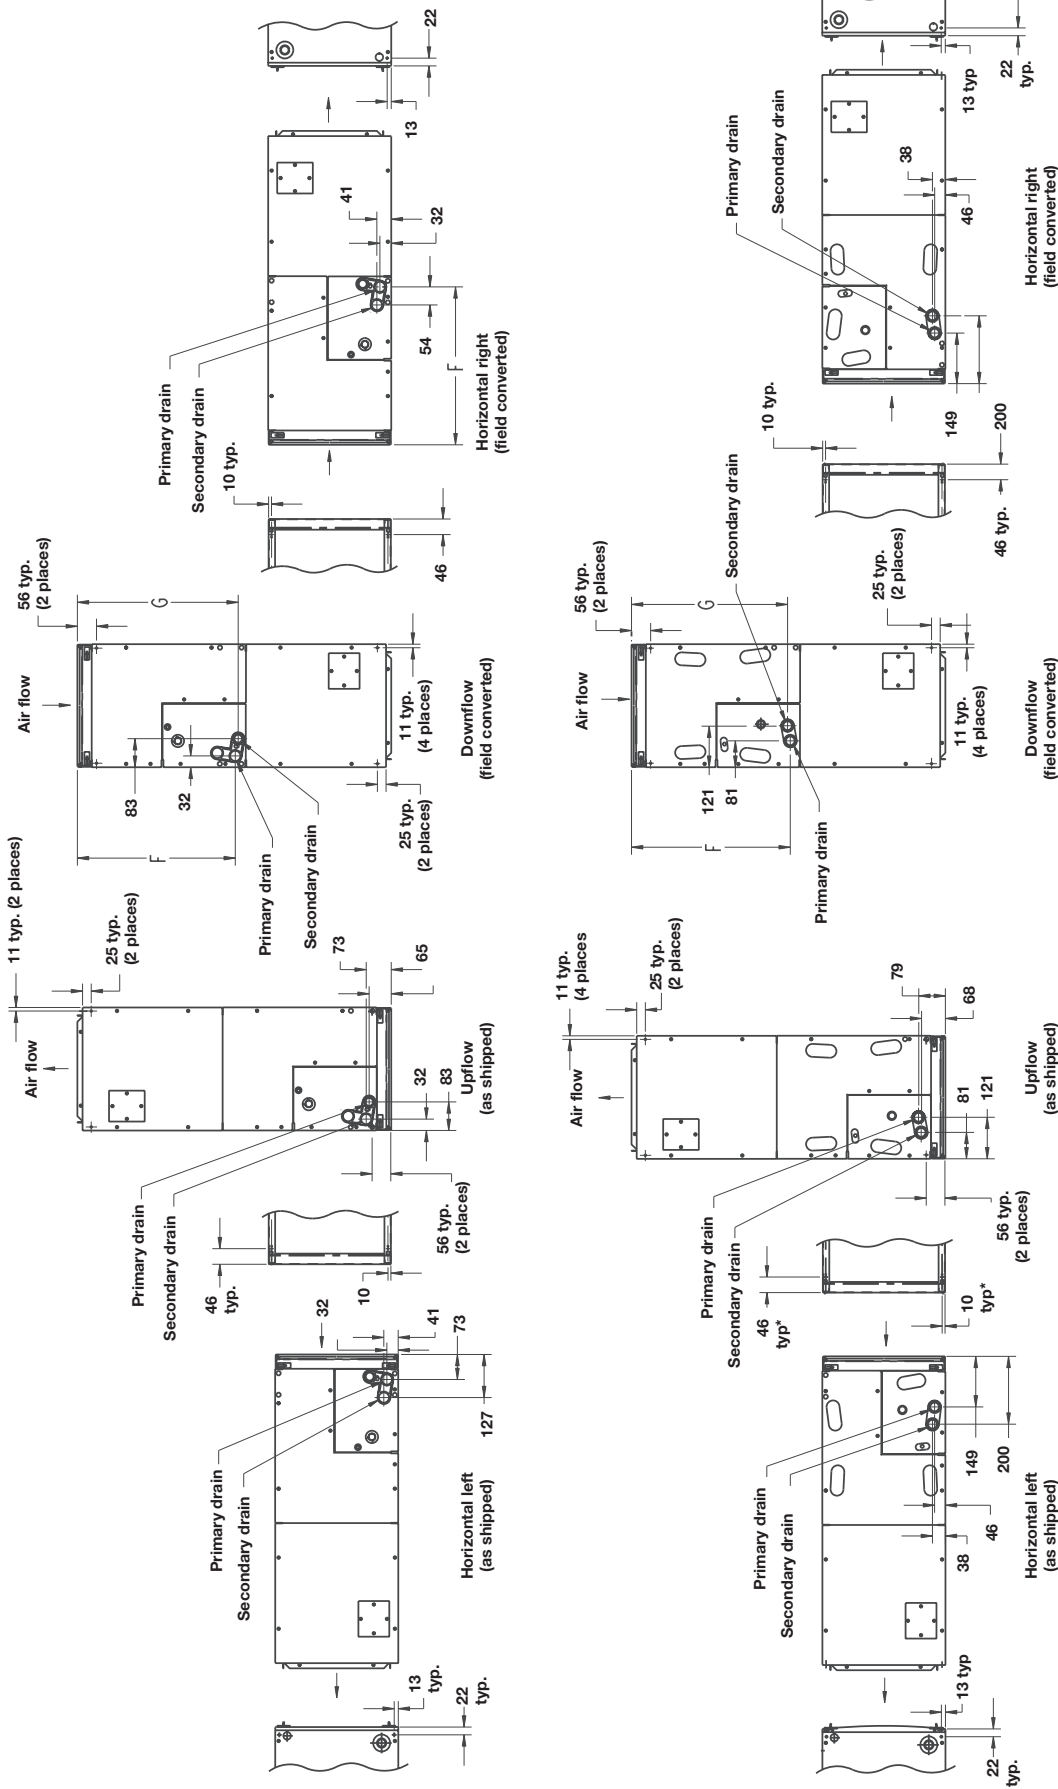 22
13
41
32
54
F
Primary drain
Secondary drain
Horizontal right
(field converted)
10 typ.
46
56 typ.
(2 places)
G
Air flow
83
32
F
11 typ.
(4 places)
25 typ.
(2 places)
Downflow
(field converted)
Primary drain
Secondary drain
11 typ. (2 places)
25 typ.
(2 places)
Air flow
73
65
32
83
Upflow
(as shipped)
56 typ.
(2 places)
Primary drain
Secondary drain
46
typ.
10
32
41
73
127
Primary drain
Secondary drain
Horizontal left
(as shipped)
13
typ.
22
typ.
22
typ.
13 typ
38
46
Primary drain
Secondary drain
Horizontal right
(field converted)
149
200
10 typ.
46 typ.
56 typ.
(2 places)
G
Air flow
Secondary drain
25 typ.
(2 places)
121
81
F
11 typ.
(4 places)
Downflow
(field converted)
Primary drain
11 typ.
(4 places
25 typ.
(2 places)
Air flow
79
68
81
121
Upflow
(as shipped)
56 typ.
(2 places)
Primary drain
Secondary drain
46
typ*
10
typ*
149
200
46
38
Primary drain
Secondary drain
Horizontal left
(as shipped)
13 typ
22
typ.